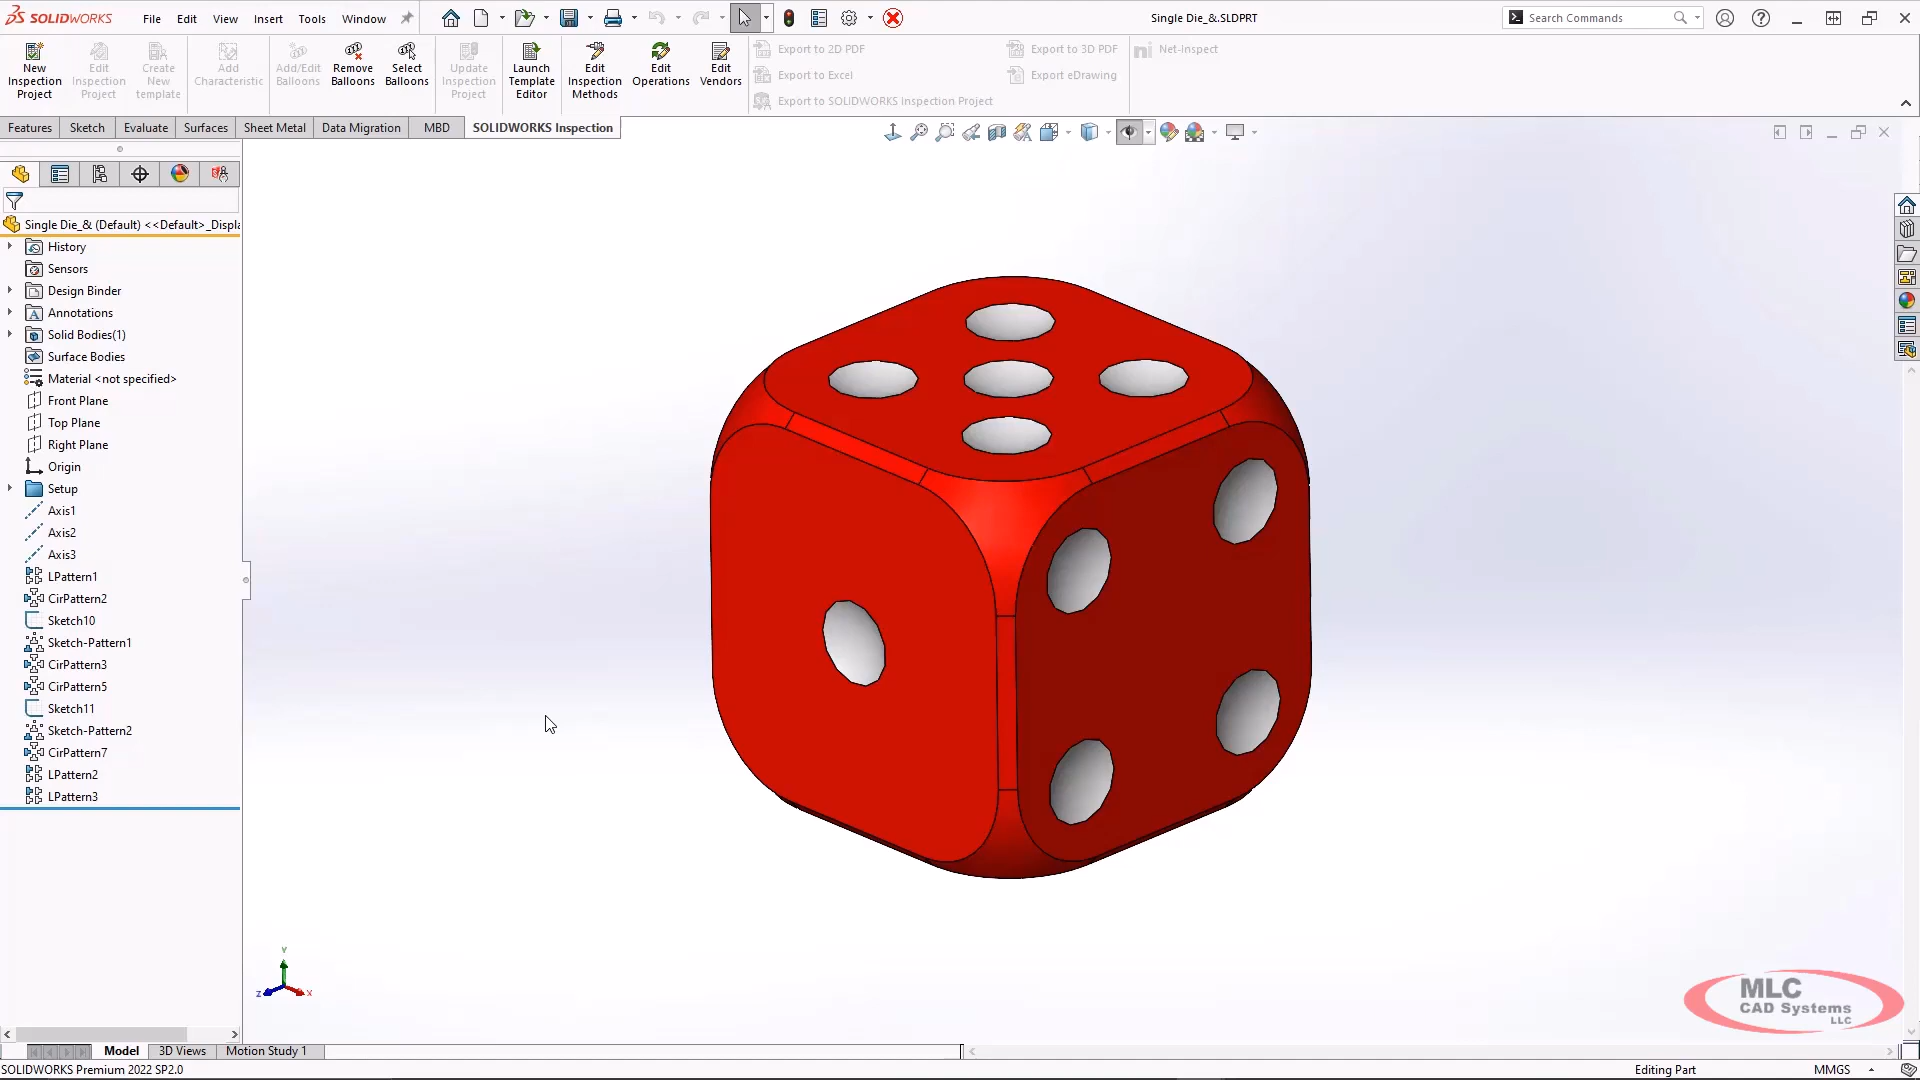 SOLIDWORKS File Edit View Insert Tools Window Single Die_&.SLDPRT Search Commands
New Inspection Project
Edit Inspection Project
Create New template
Add Characteristic
Add/Edit Balloons
Remove Balloons
Select Balloons
Update Inspection Project
Launch Template Editor
Edit Inspection Methods
Edit Operations
Edit Vendors
Export to 2D PDF
Export to Excel
Export to SOLIDWORKS Inspection Project
Export to 3D PDF
Export eDrawing
Net-Inspect
Features Sketch Evaluate Surfaces Sheet Metal Data Migration MBD SOLIDWORKS Inspection
Single Die_& (Default) <<Default>_Displa
History
Sensors
Design Binder
Annotations
Solid Bodies(1)
Surface Bodies
Material <not specified>
Front Plane
Top Plane
Right Plane
Origin
Setup
Axis1
Axis2
Axis3
LPattern1
CirPattern2
Sketch10
Sketch-Pattern1
CirPattern3
CirPattern5
Sketch11
Sketch-Pattern2
CirPattern7
LPattern2
LPattern3
Y
Z X
MLC
CAD Systems
LLC
Model 3D Views Motion Study 1
SOLIDWORKS Premium 2022 SP2.0 Editing Part MMGS